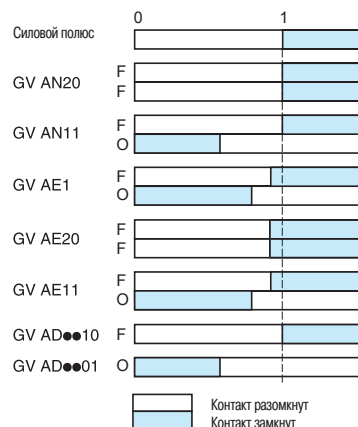 0 1
Силовой полюс
GV AN20 F
F
GV AN11 F
O
GV AE1 F
O
GV AE20 F
F
GV AE11 F
O
GV AD●●10 F
GV AD●●01 O
Контакт разомкнут
Контакт замкнут